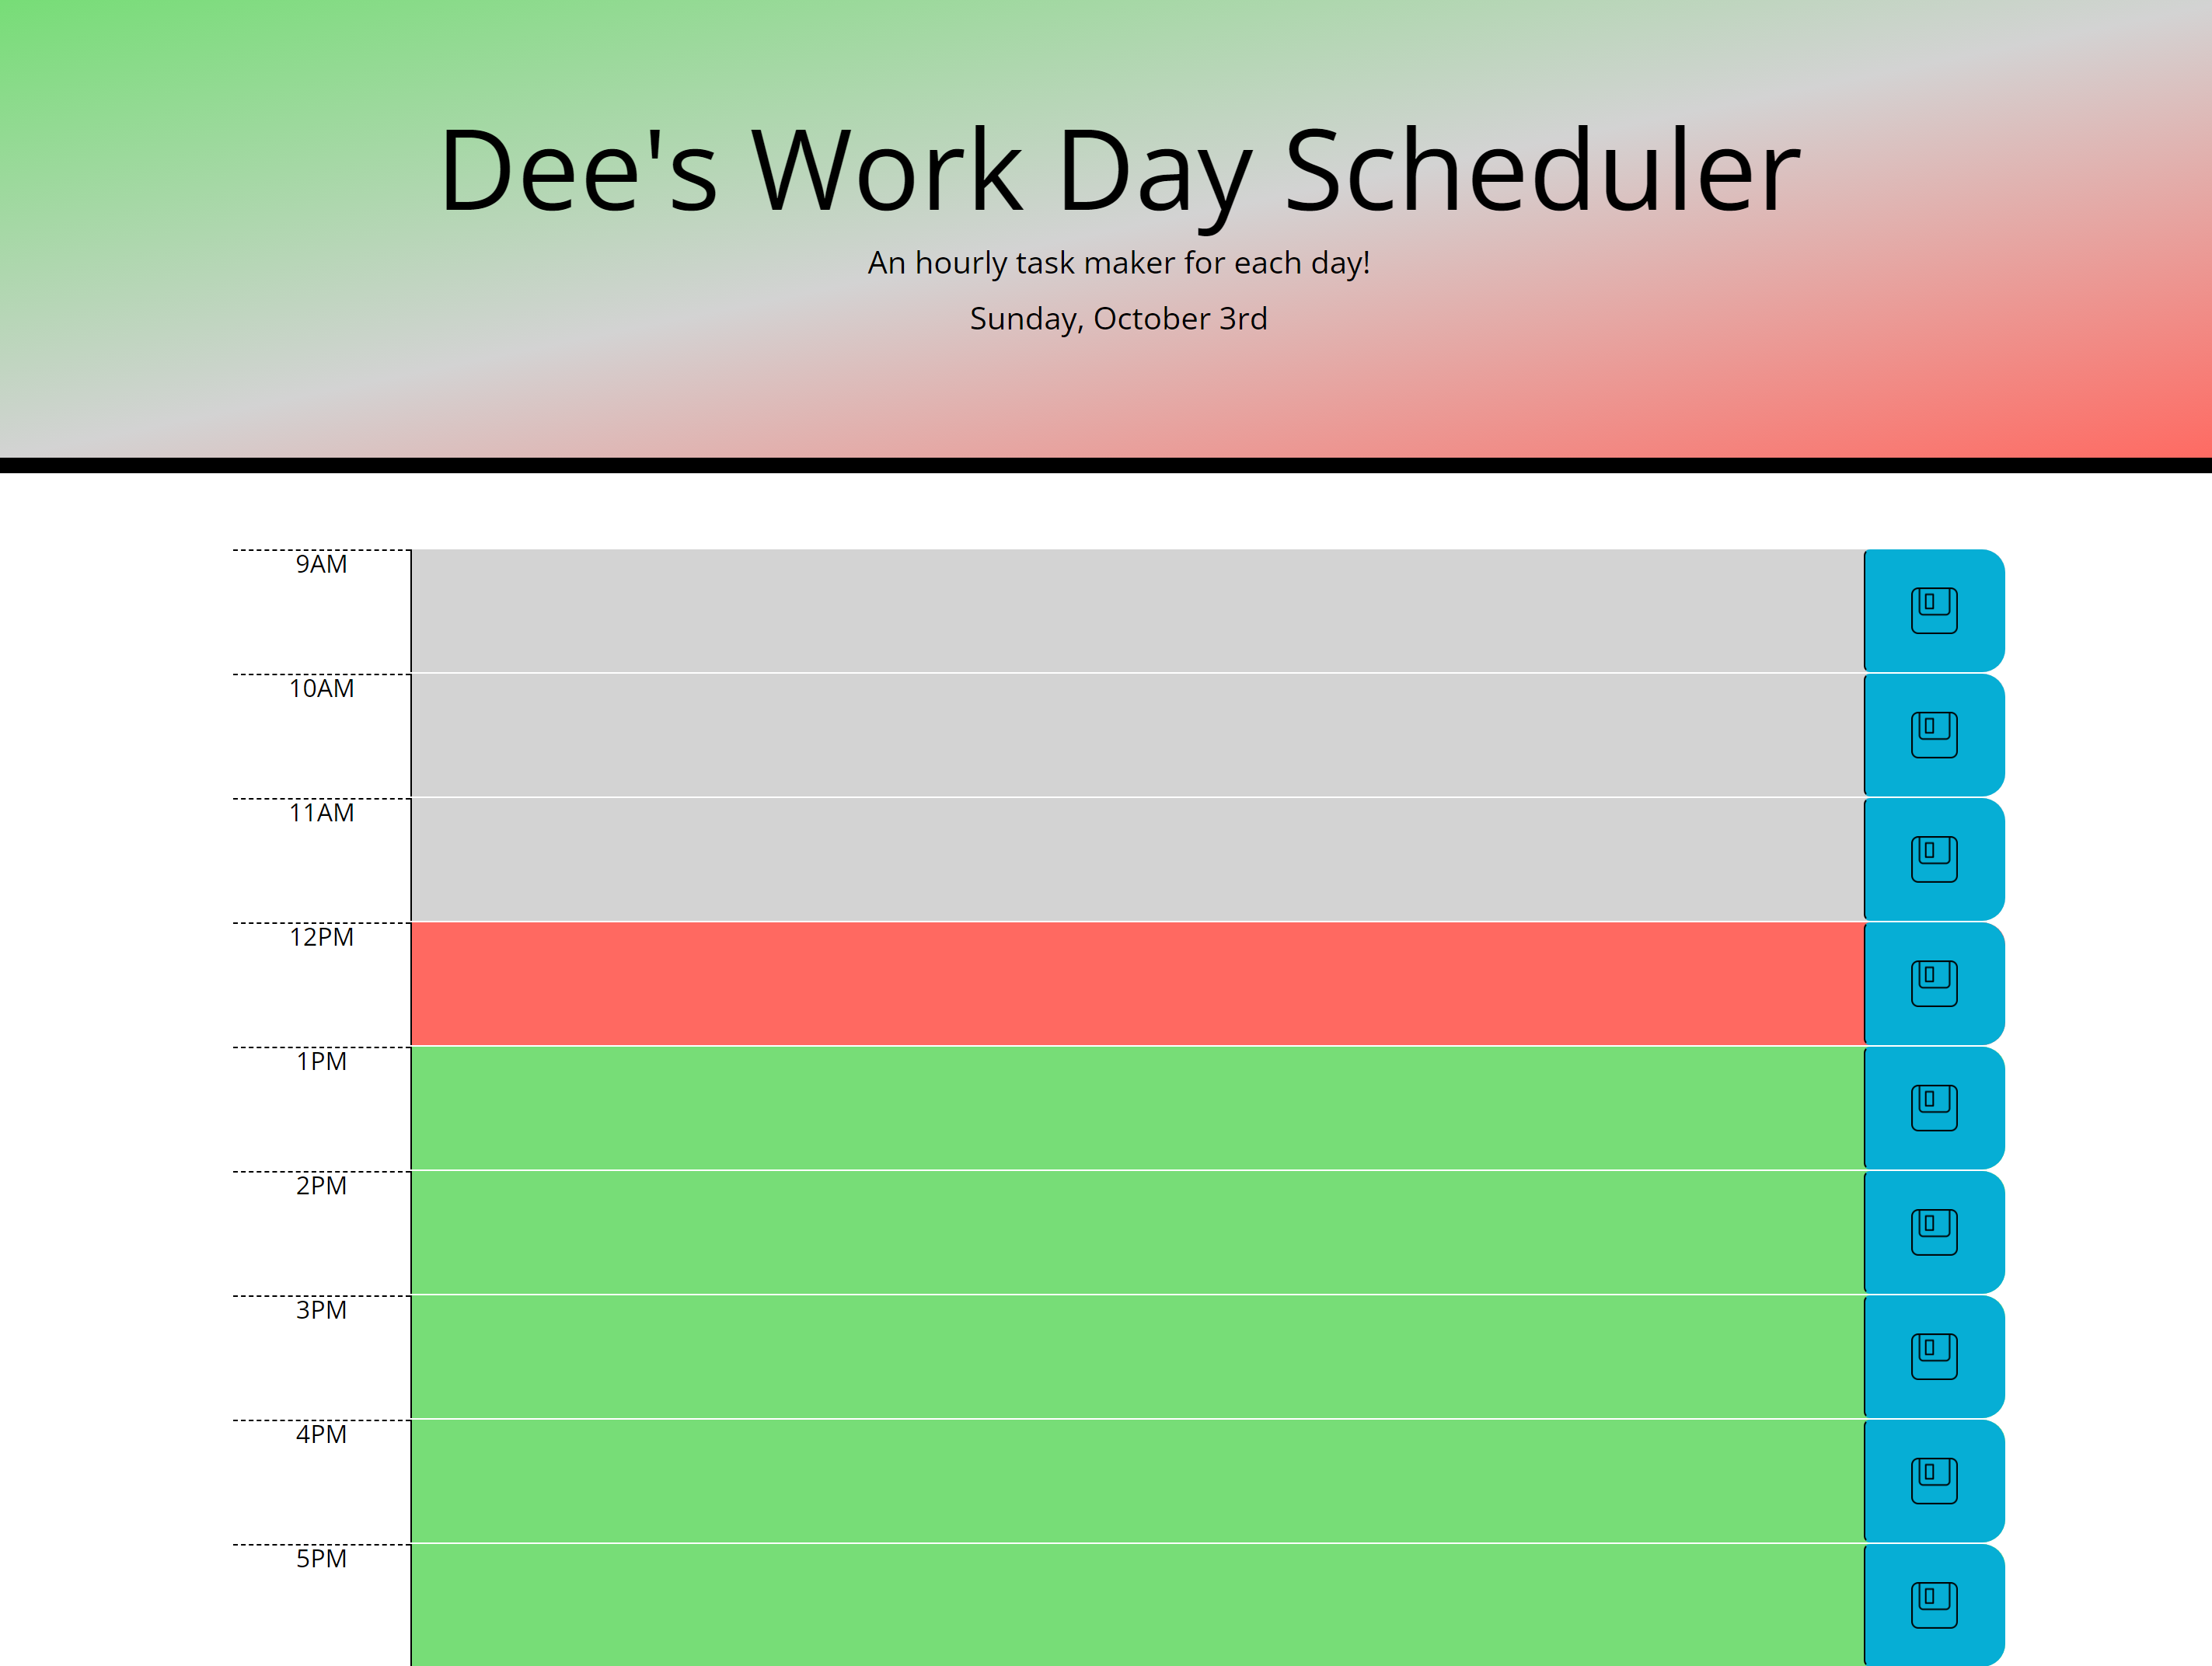 Dee's Work Day Scheduler
An hourly task maker for each day!
Sunday, October 3rd
9AM
10AM
11AM
12PM
1PM
2PM
3PM
4PM
5PM